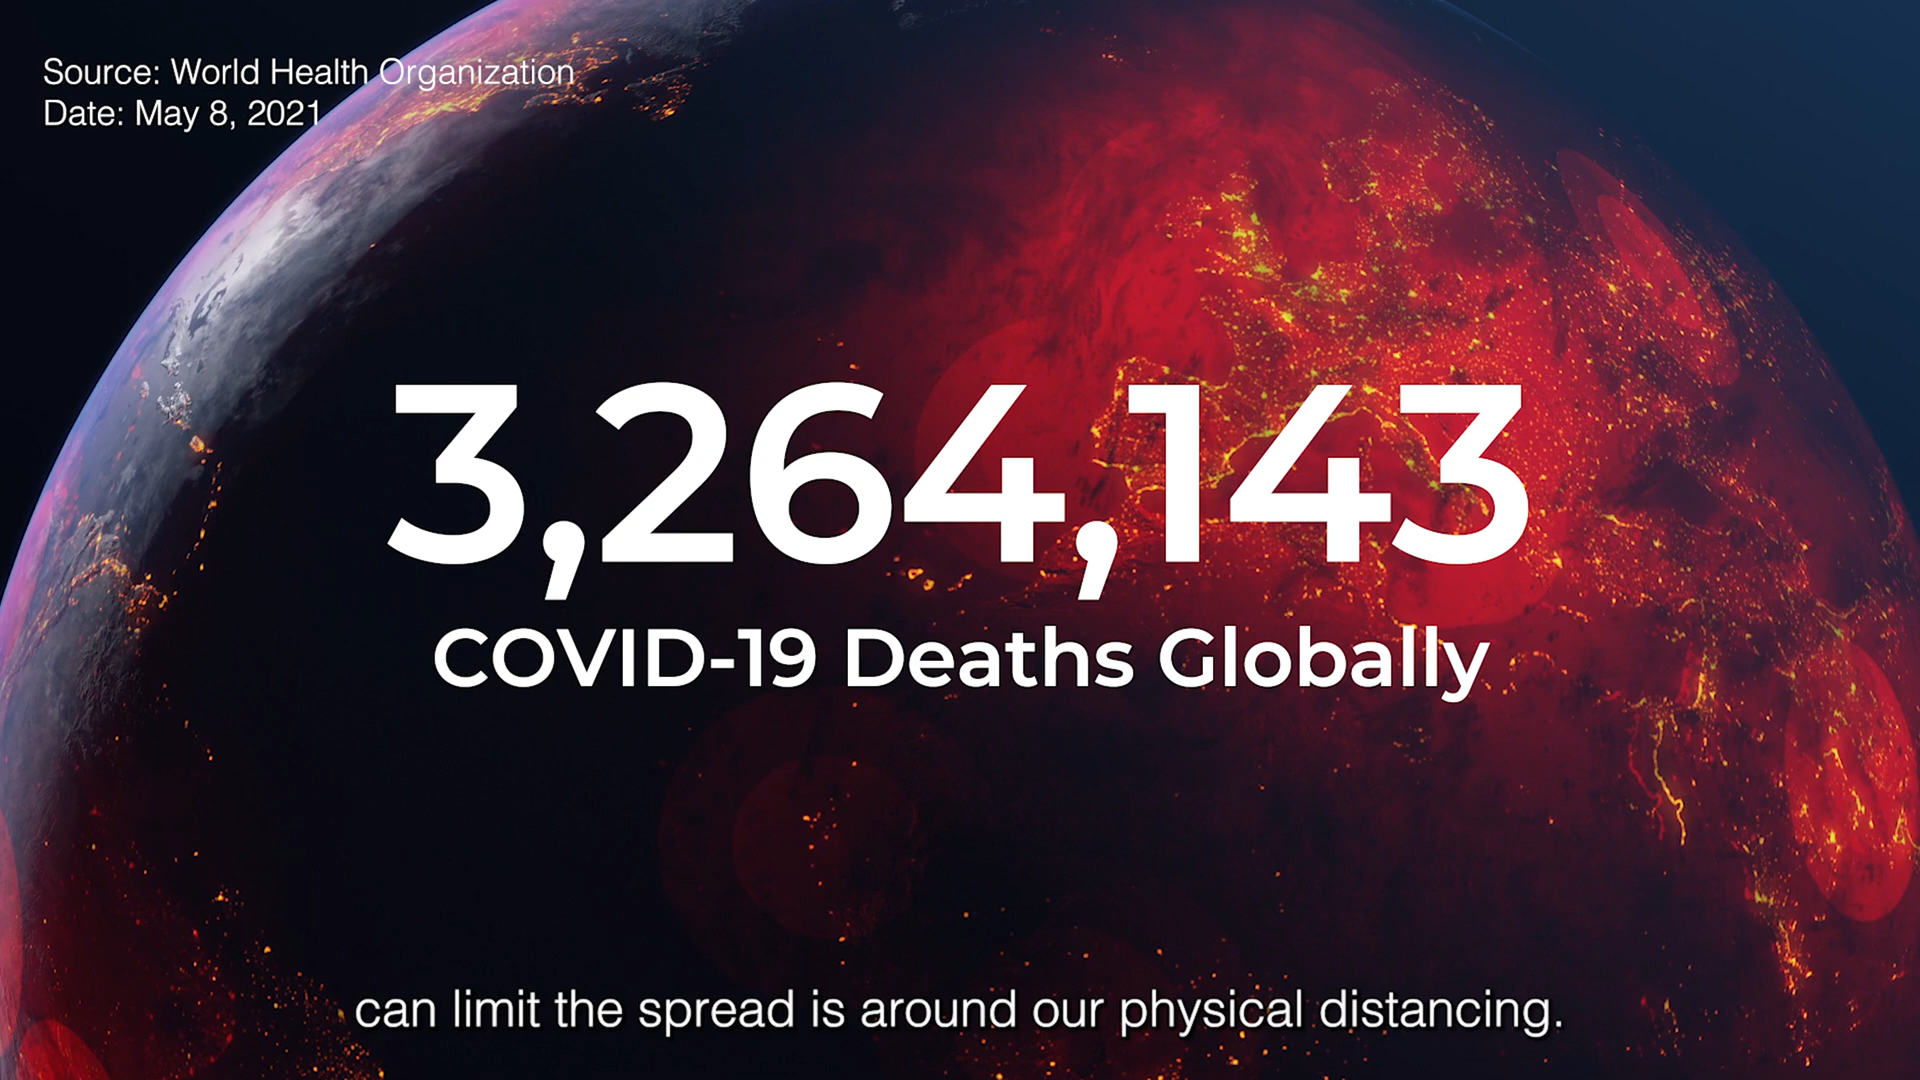 Source: World Health Organization
Date: May 8, 2021
3,264,143
COVID-19 Deaths Globally
can limit the spread is around our physical distancing.